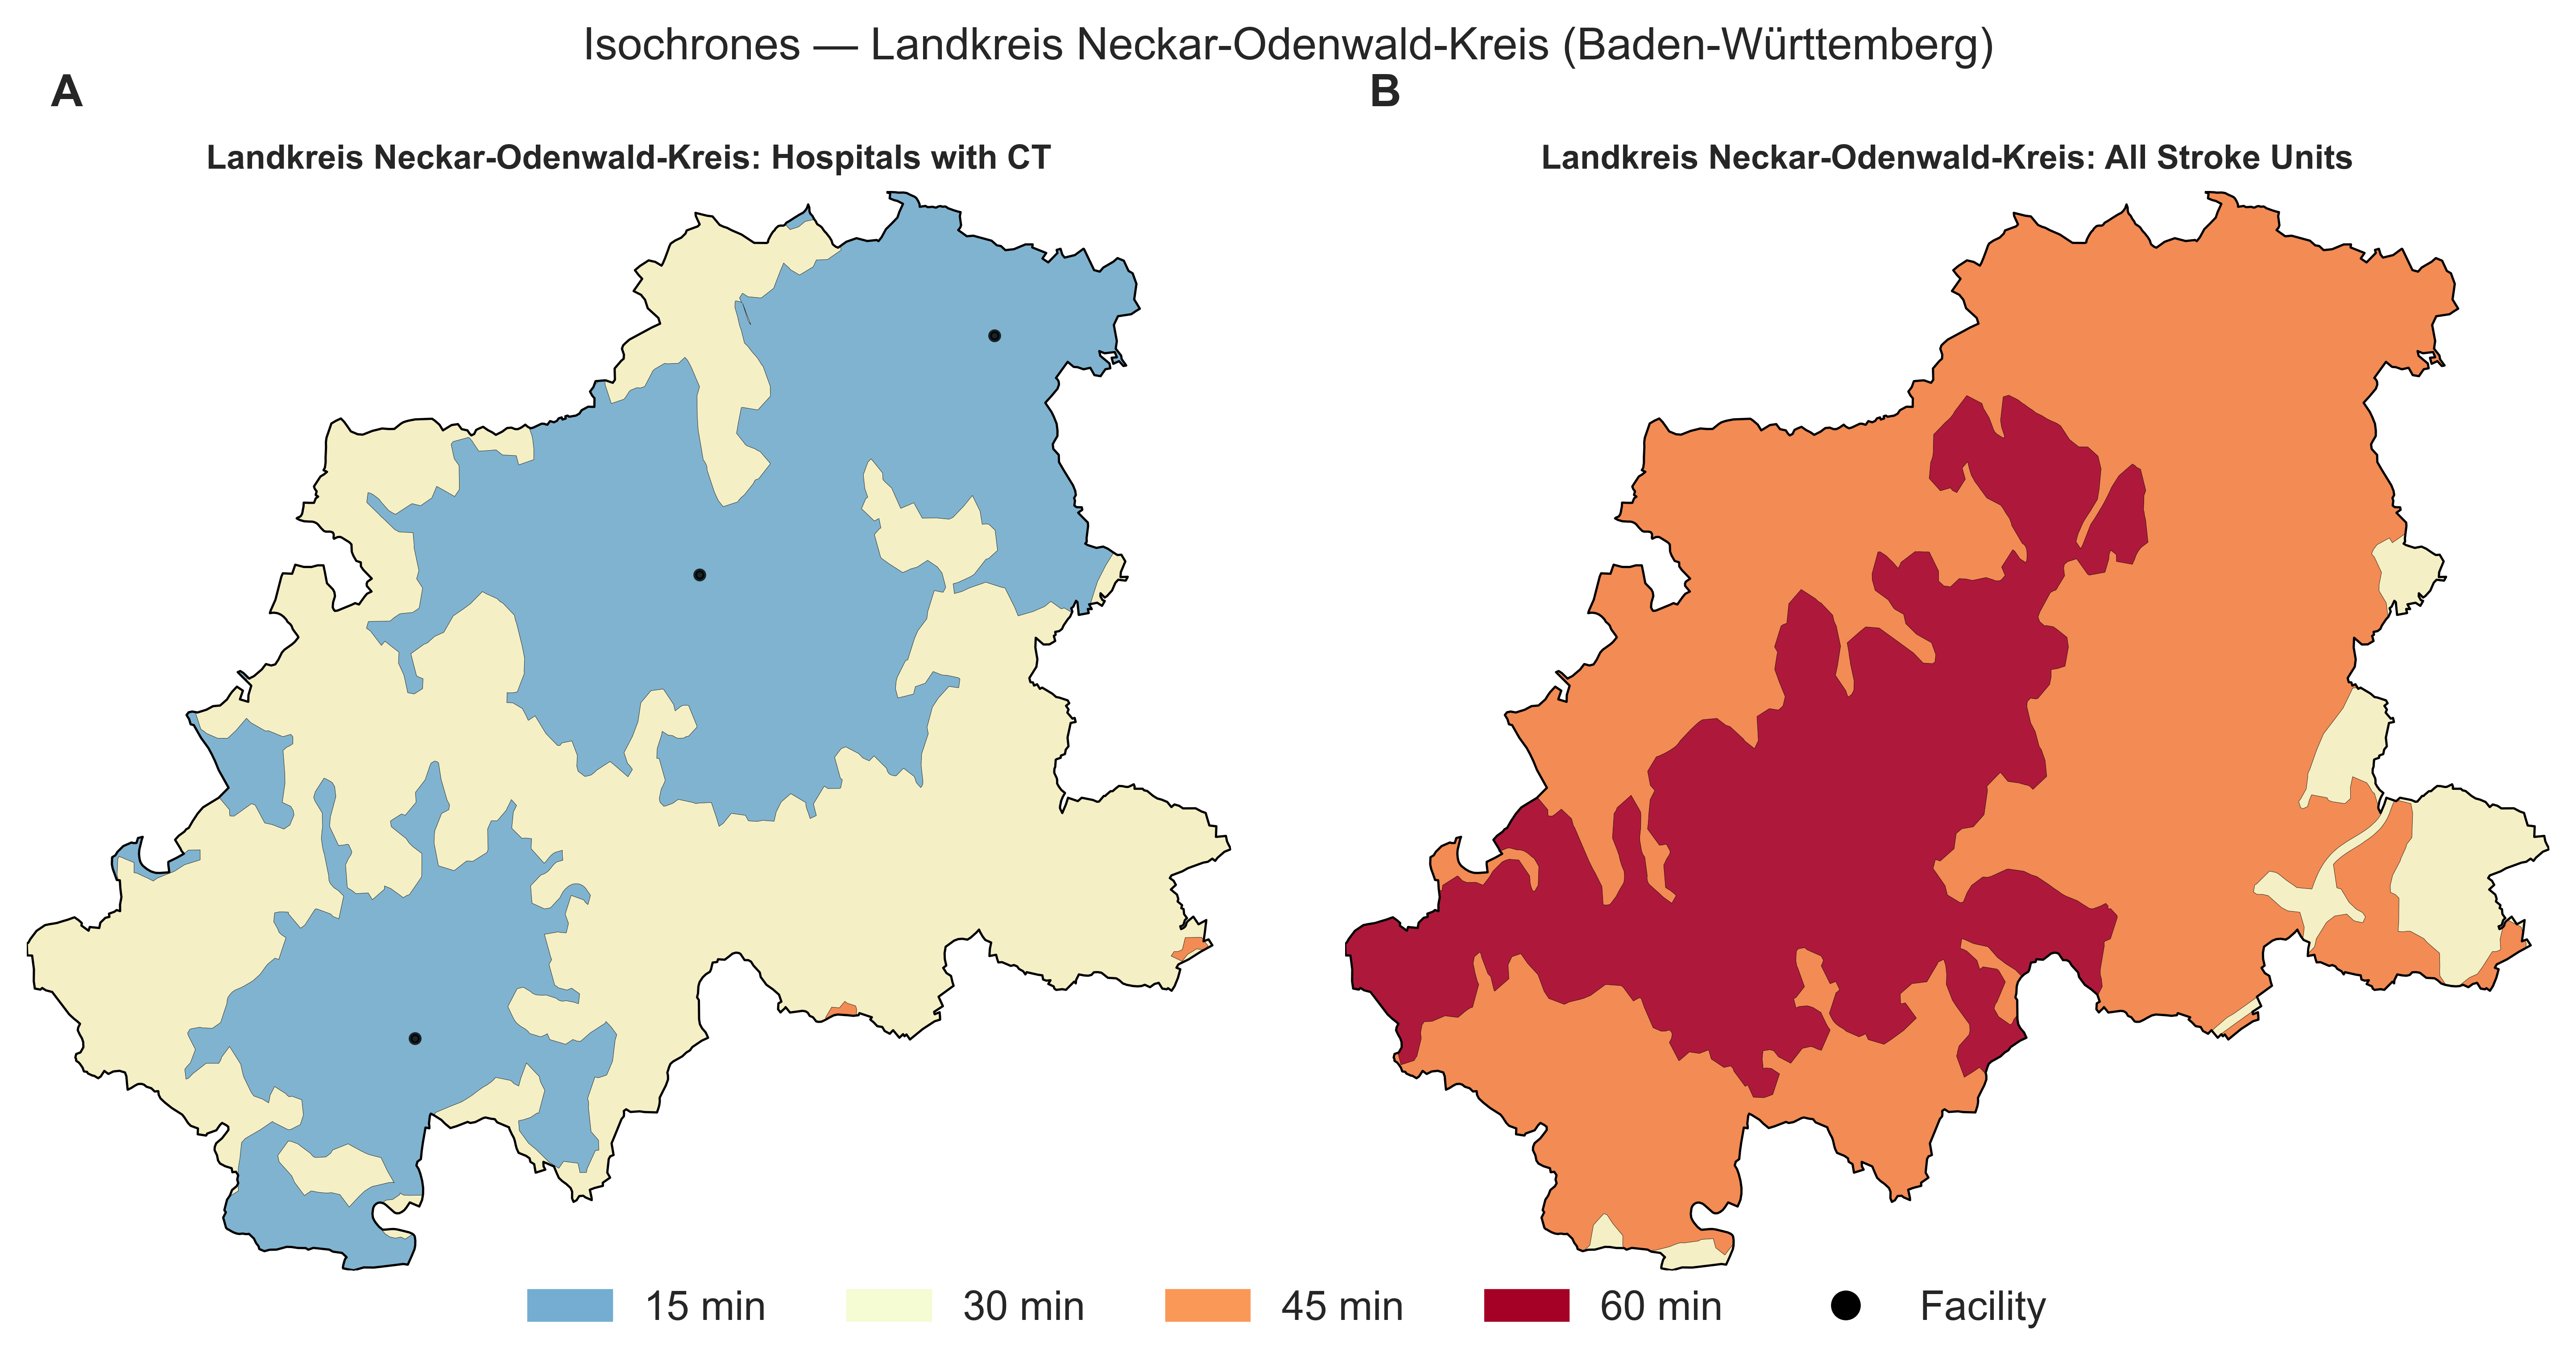 Isochrones — Landkreis Neckar-Odenwald-Kreis (Baden-Württemberg)
A
B
Landkreis Neckar-Odenwald-Kreis: Hospitals with CT
Landkreis Neckar-Odenwald-Kreis: All Stroke Units
15 min
30 min
45 min
60 min
Facility